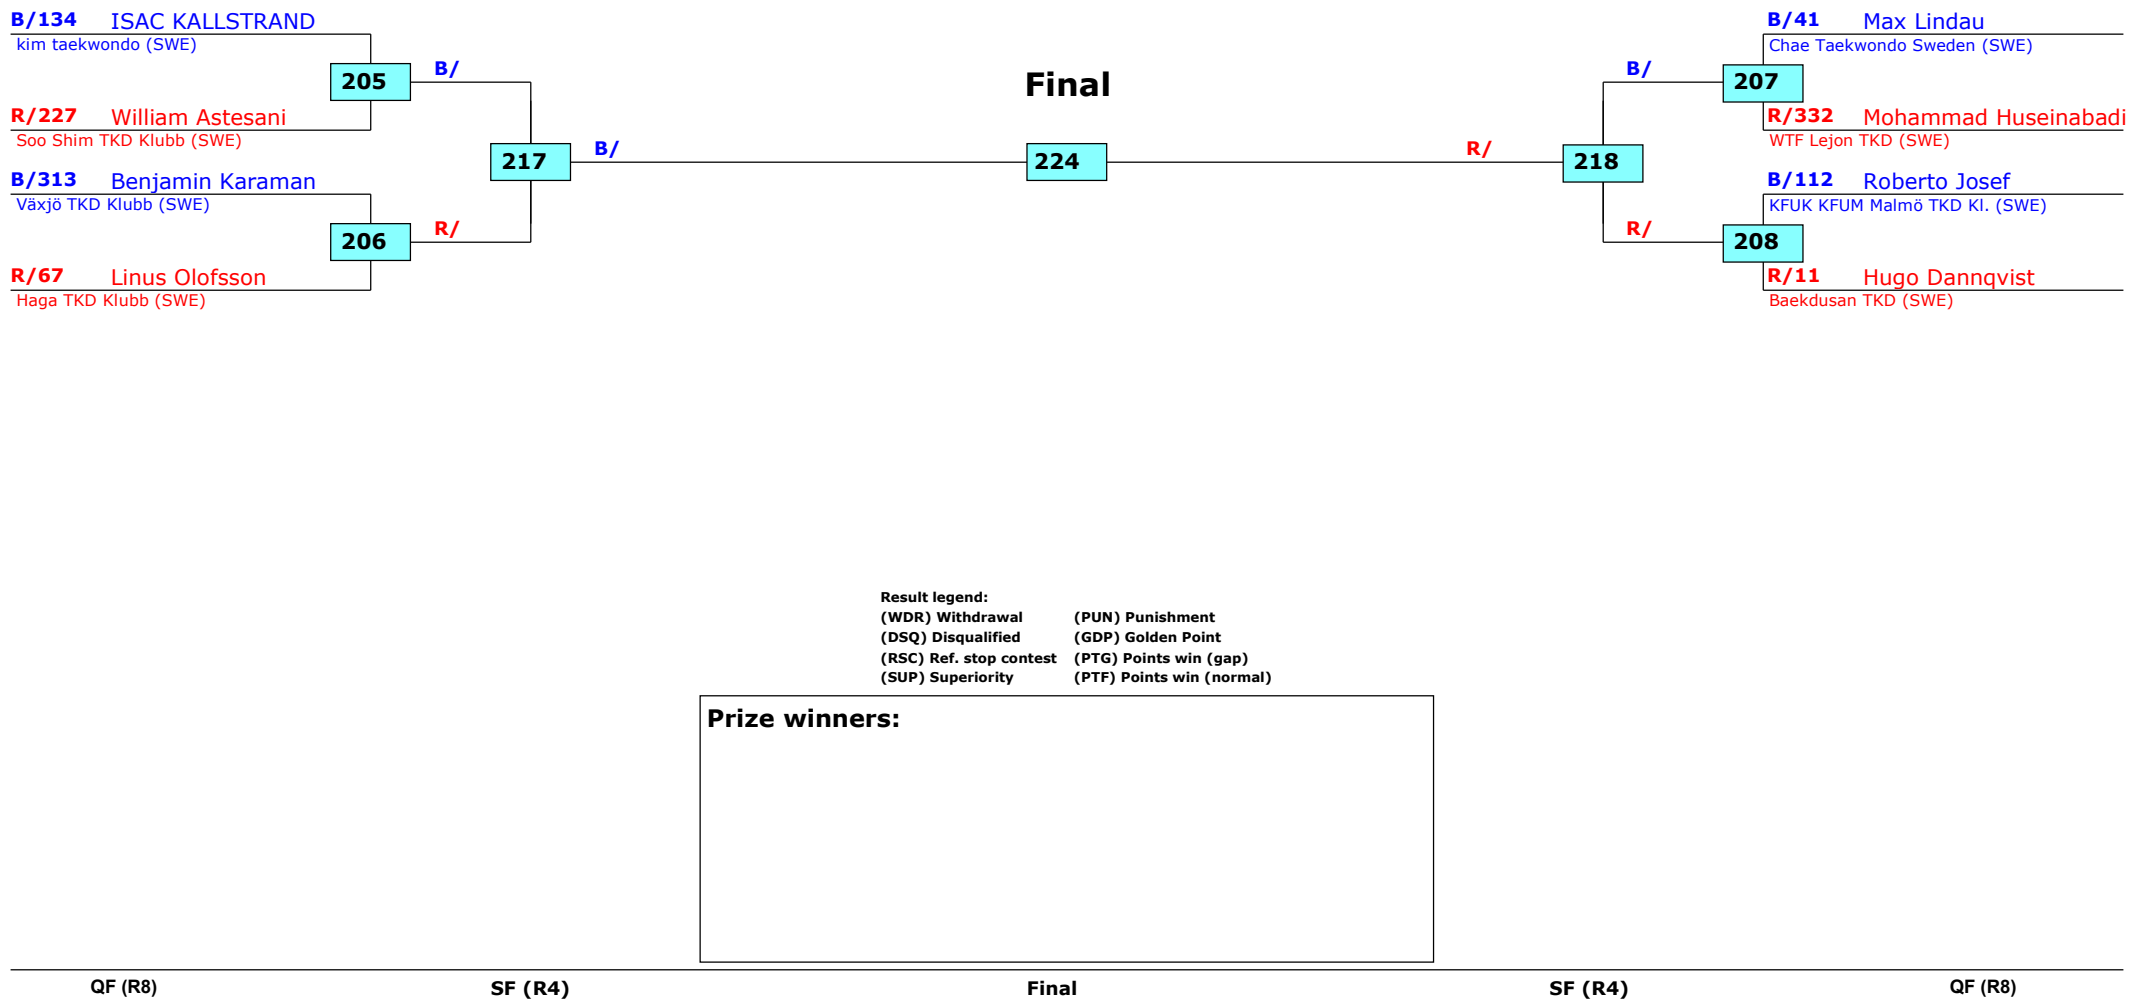 B/134 ISAC KALLSTRAND
kim taekwondo (SWE)
205
B/
R/227 William Astesani
Soo Shim TKD Klubb (SWE)
217
B/
B/313 Benjamin Karaman
Växjö TKD Klubb (SWE)
206
R/
R/67 Linus Olofsson
Haga TKD Klubb (SWE)
Final
224
B/41 Max Lindau
Chae Taekwondo Sweden (SWE)
B/
207
R/332 Mohammad Huseinabadi
WTF Lejon TKD (SWE)
R/
218
B/112 Roberto Josef
KFUK KFUM Malmö TKD Kl. (SWE)
R/
208
R/11 Hugo Dannqvist
Baekdusan TKD (SWE)
Result legend:
(WDR) Withdrawal (PUN) Punishment
(DSQ) Disqualified (GDP) Golden Point
(RSC) Ref. stop contest (PTG) Points win (gap)
(SUP) Superiority (PTF) Points win (normal)
Prize winners:
QF (R8) SF (R4) Final SF (R4) QF (R8)